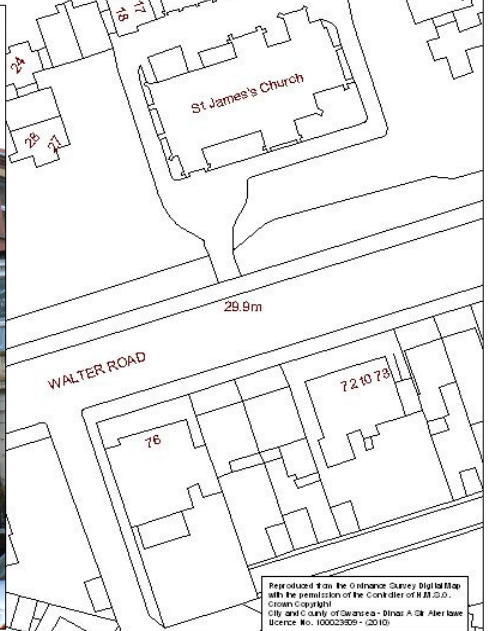 17
18
24
St James's Church
28
27
29.9m
WALTER ROAD
72 to 73
76
Reproduced from the Ordnance Survey Digital Map
with the permission of the Controller of H.M.S.O.
Crown Copyright
City and County of Swansea - Dinas A Sir Abertawe
Licence No. 100023509 - (2010)